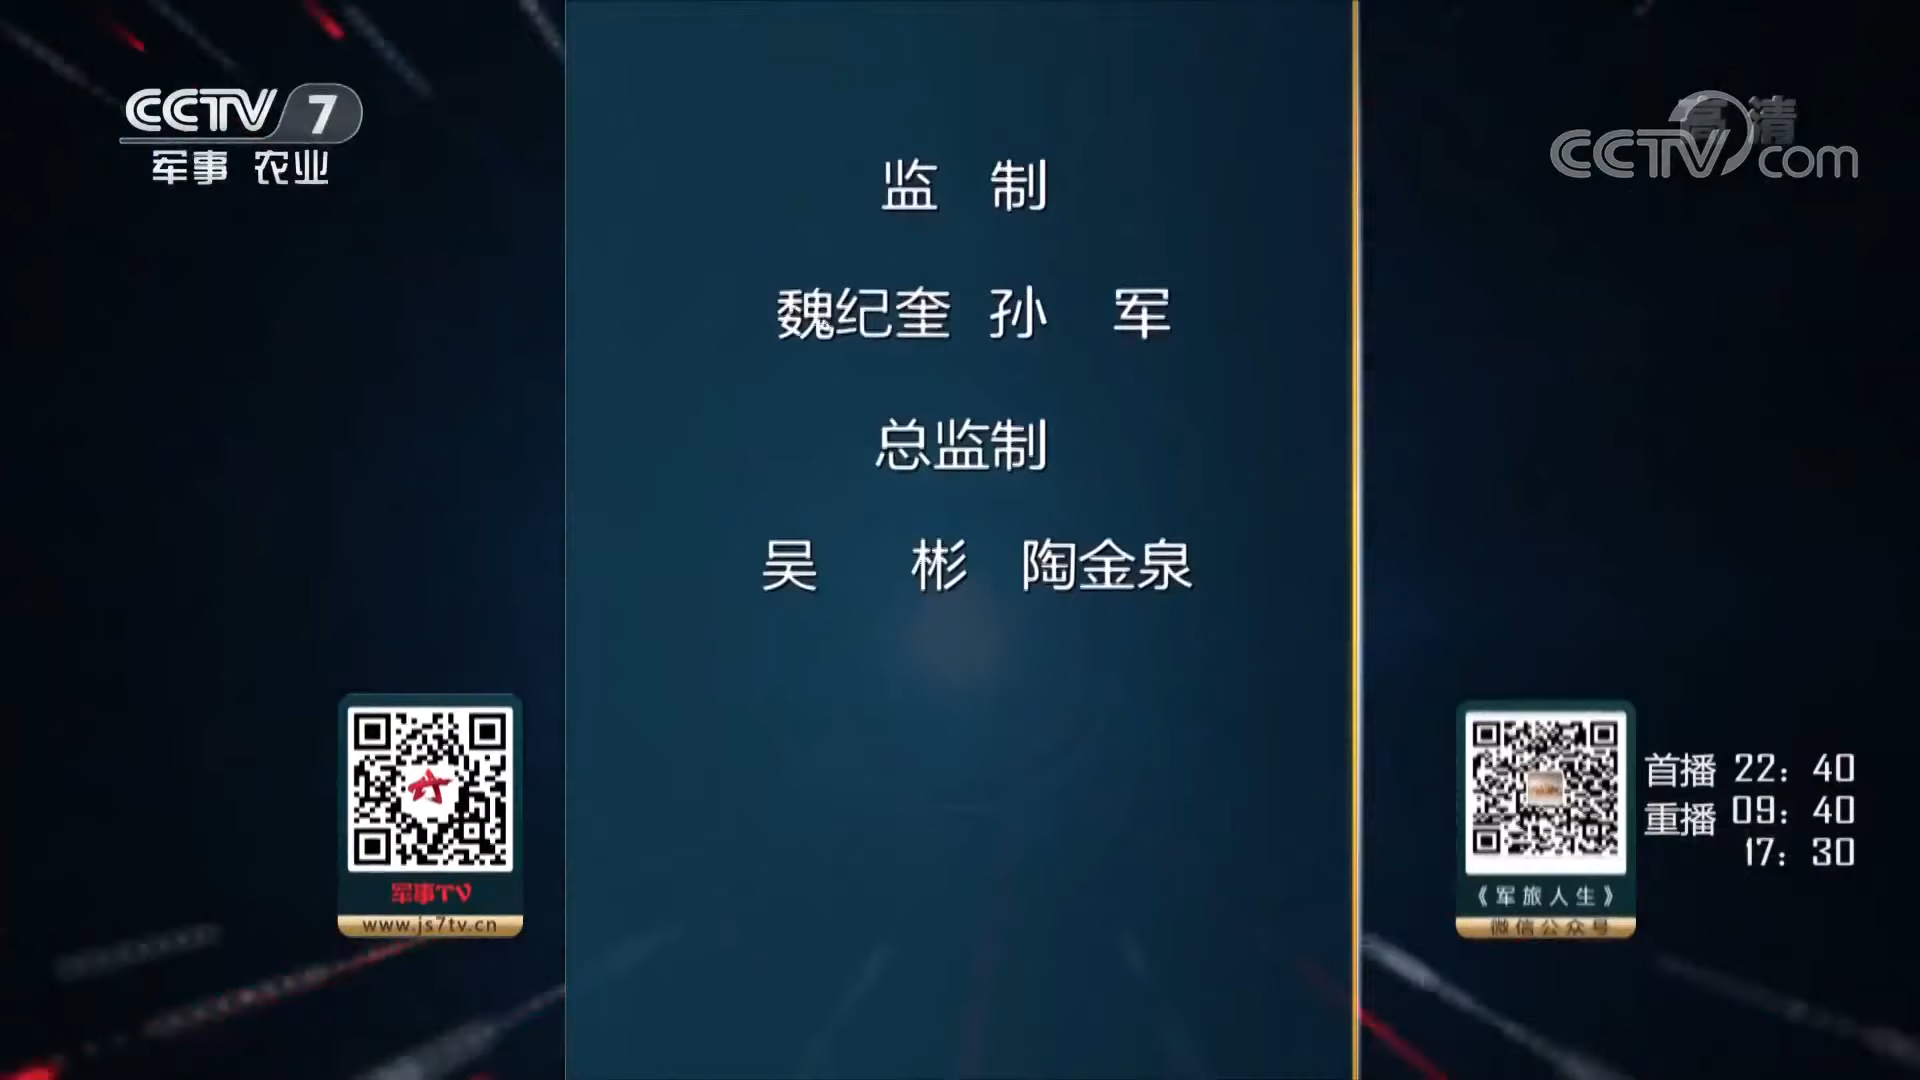 CCTV 7
军事 农业
高清
CCTV.com
监 制
魏纪奎 孙 军
总监制
吴 彬 陶金泉
军事TV
www.js7tv.cn
首播 22：40
重播 09：40
17：30
《军旅人生》
微信公众号